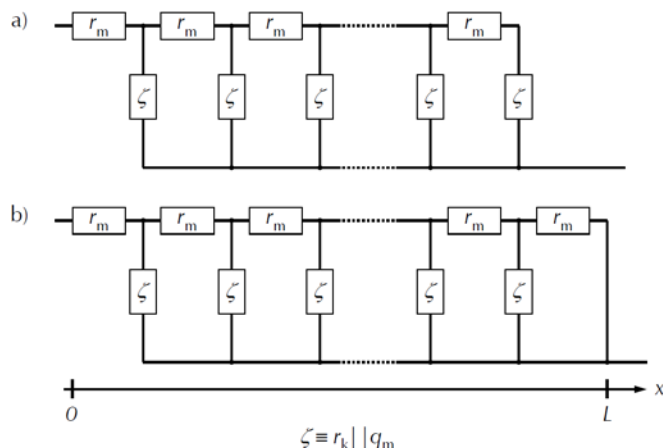 a)
r_m r_m r_m r_m
ζ ζ ζ ζ ζ
b)
r_m r_m r_m r_m r_m
ζ ζ ζ ζ ζ
0 L x
ζ ≡ r_k||q_m